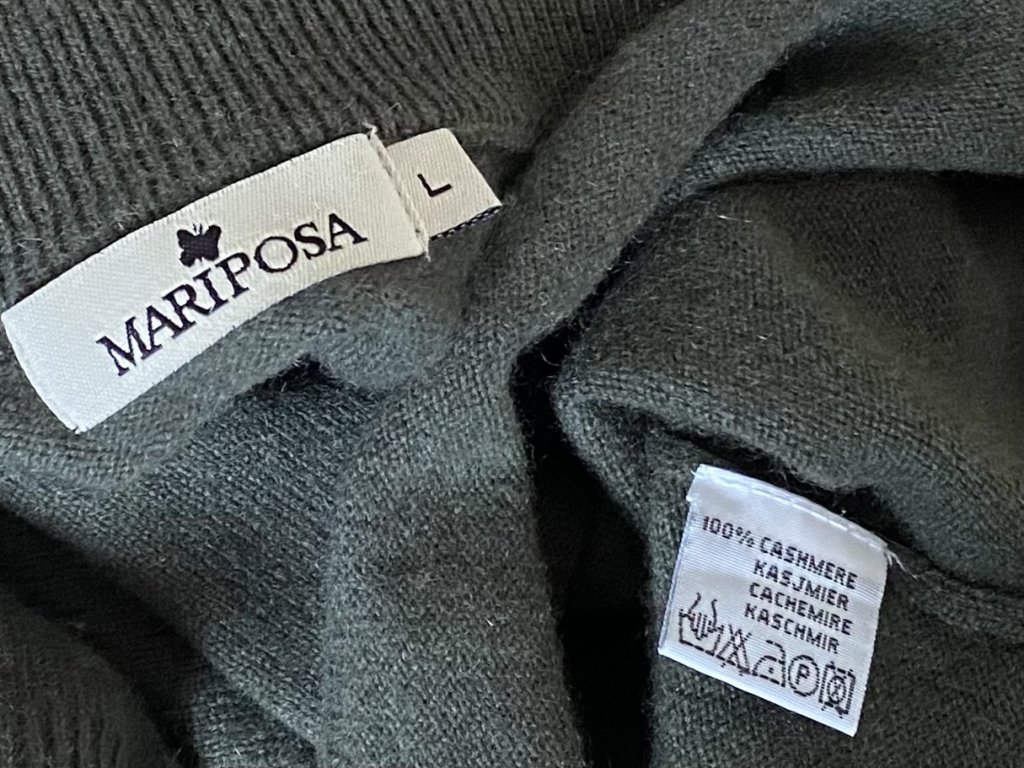 MARIPOSA
L
100% CASHMERE
KASJMIER
CACHEMIRE
KASCHMIR
P